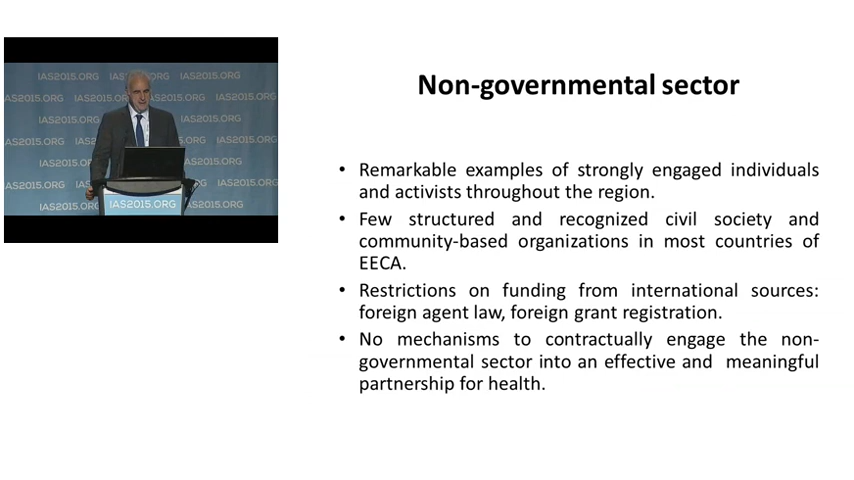 IAS2015.ORG IAS IAS2015.ORG
AS2015.ORG IAS2015.O IAS2015.ORG IAS2015.ORG
IAS2015.ORG IAS2015.ORG
IAS2015.ORG
IAS2015.ORG IAS2015.ORG
IAS2015.ORG
IAS2015.ORG
IAS2015.ORG
Non-governmental sector
• Remarkable examples of strongly engaged individuals
and activists throughout the region.
• Few structured and recognized civil society and
community-based organizations in most countries of
EECA.
• Restrictions on funding from international sources:
foreign agent law, foreign grant registration.
• No mechanisms to contractually engage the non-
governmental sector into an effective and meaningful
partnership for health.